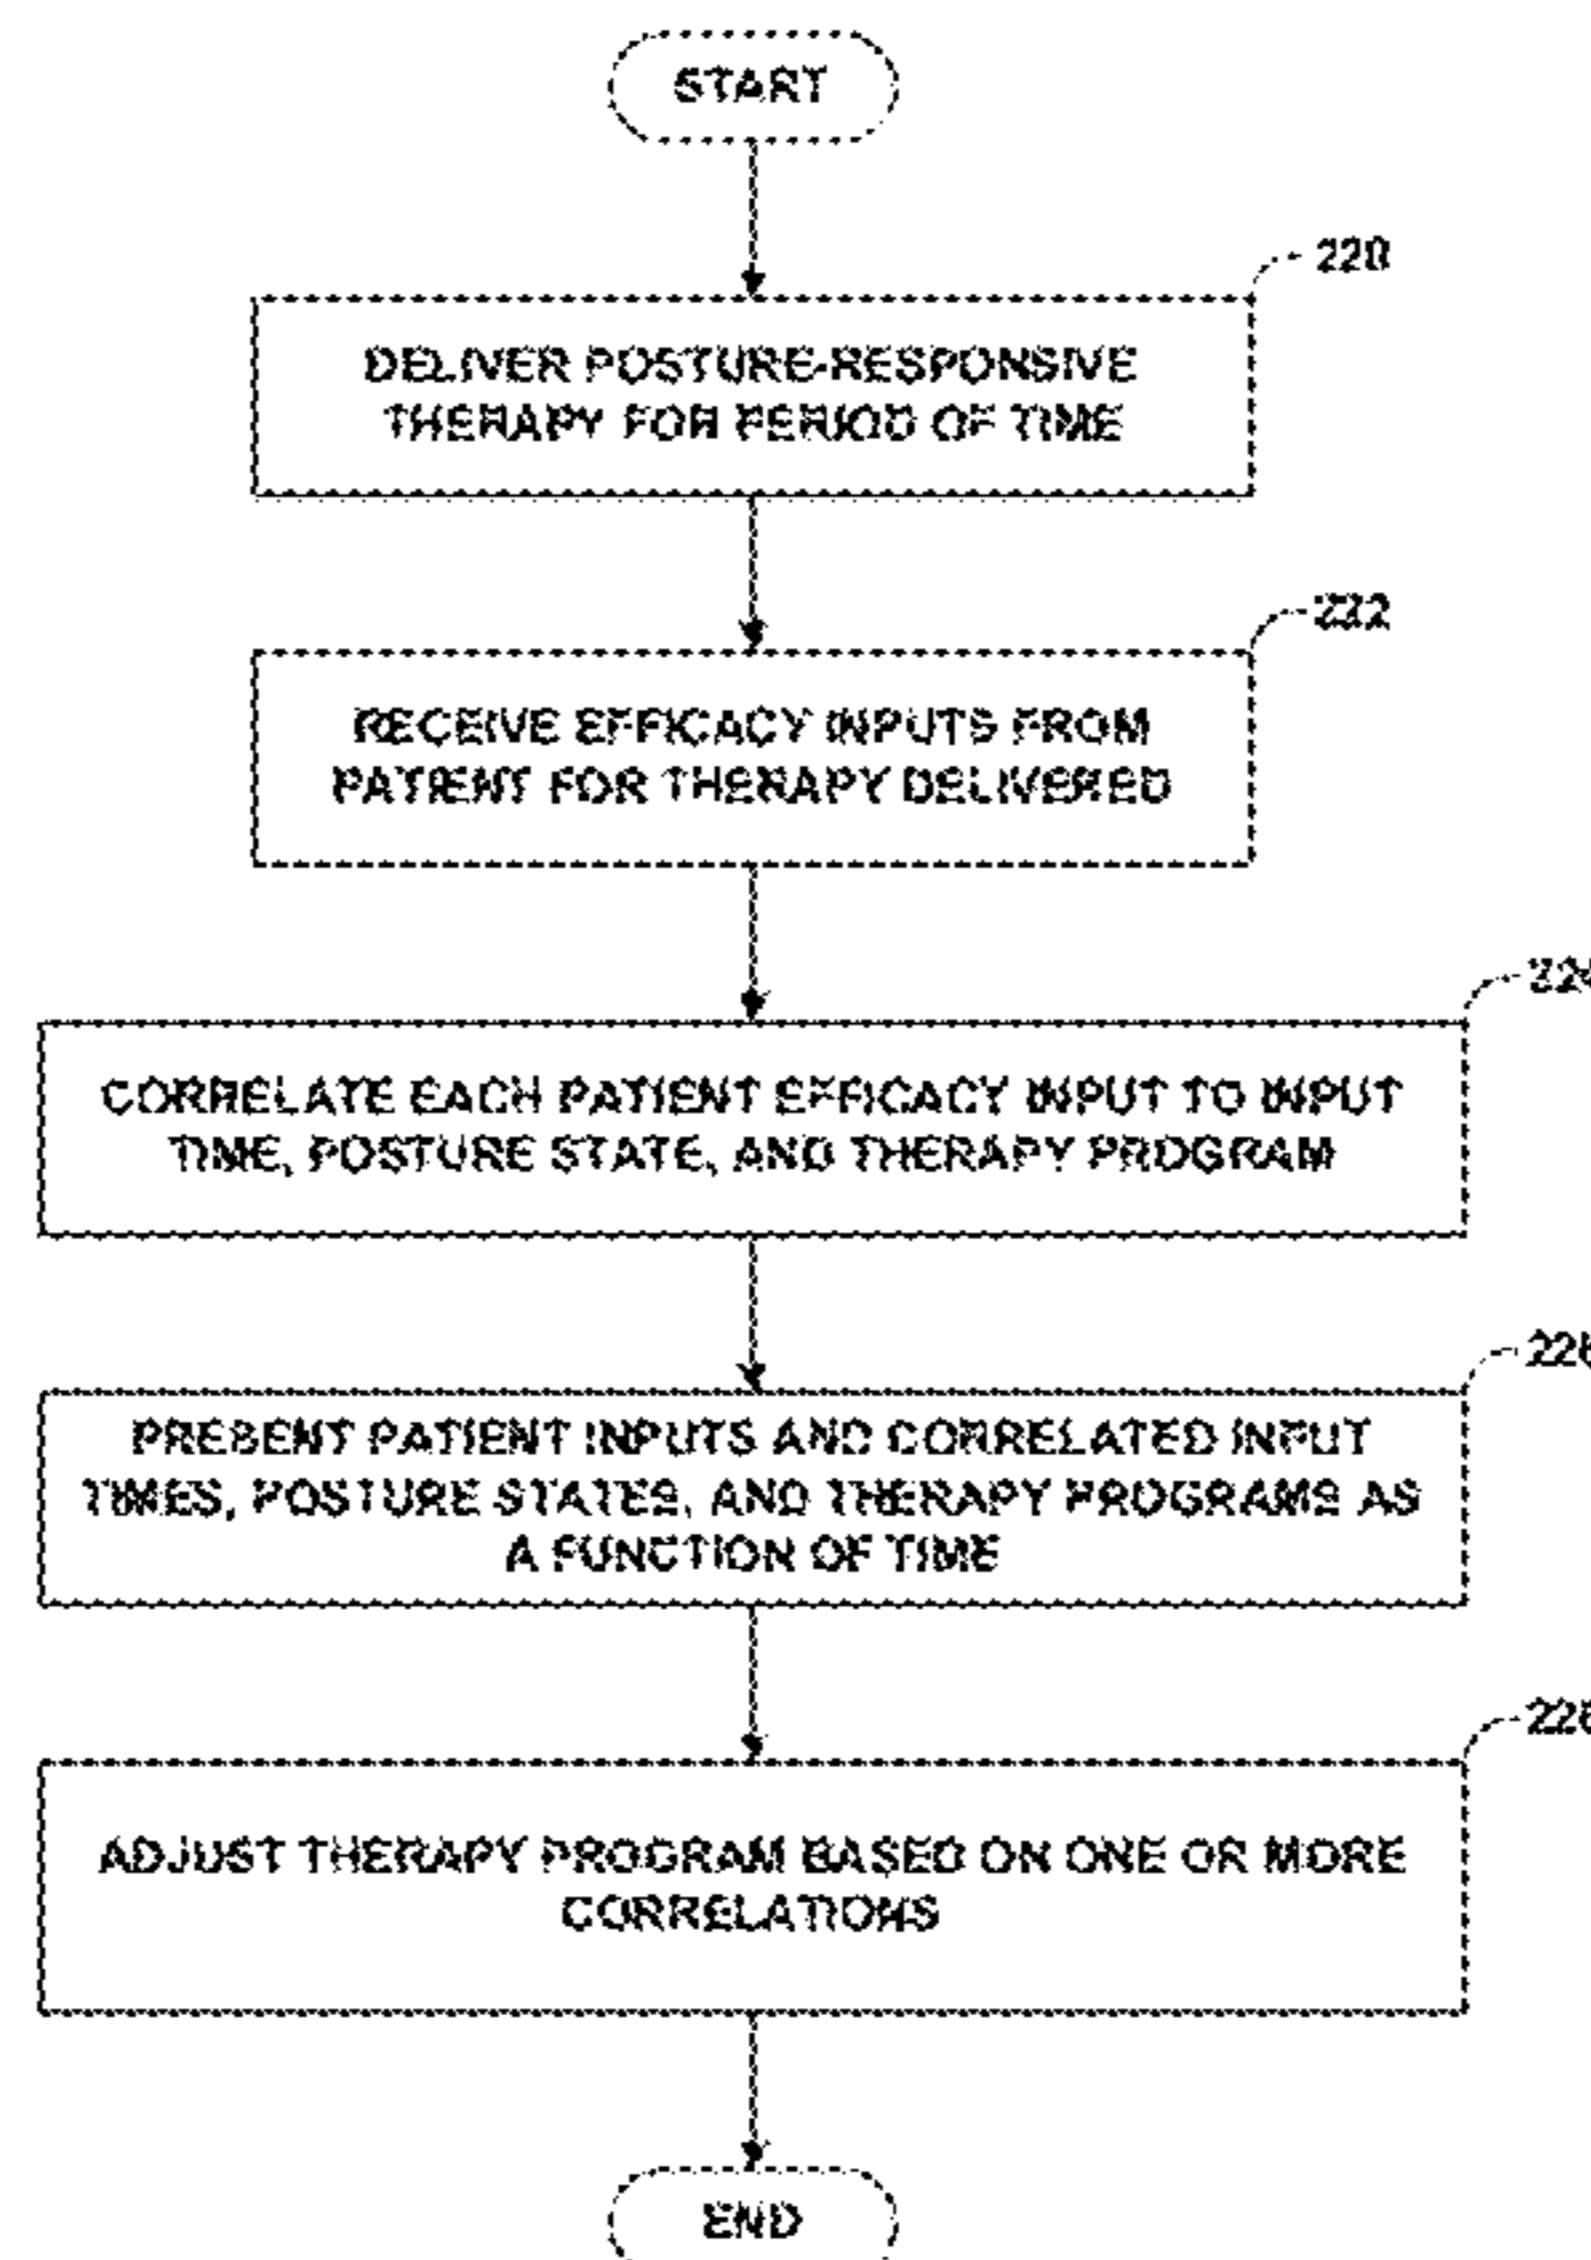 START
220
DELIVER POSTURE-RESPONSIVE
THERAPY FOR PERIOD OF TIME
222
RECEIVE EFFICACY INPUTS FROM
PATIENT FOR THERAPY DELIVERED
CORRELATE EACH PATIENT EFFICACY INPUT TO INPUT
TIME, POSTURE STATE, AND THERAPY PROGRAM
PRESENT PATIENT INPUTS AND CORRELATED INPUT
TIMES, POSTURE STATES, AND THERAPY PROGRAMS AS
A FUNCTION OF TIME
ADJUST THERAPY PROGRAM BASED ON ONE OR MORE
CORRELATIONS
END